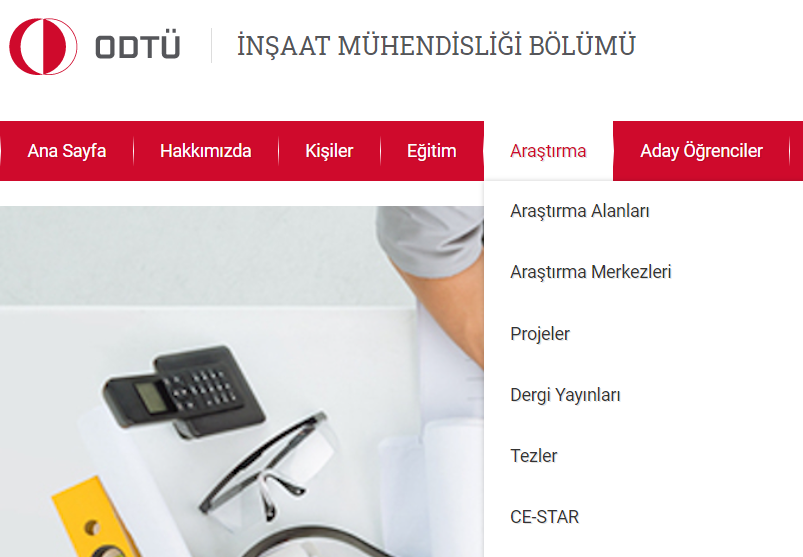 ODTÜ
İNŞAAT MÜHENDİSLİĞİ BÖLÜMÜ
Ana Sayfa
Hakkımızda
Kişiler
Eğitim
Araştırma
Aday Öğrenciler
Araştırma Alanları
Araştırma Merkezleri
Projeler
Dergi Yayınları
Tezler
CE-STAR